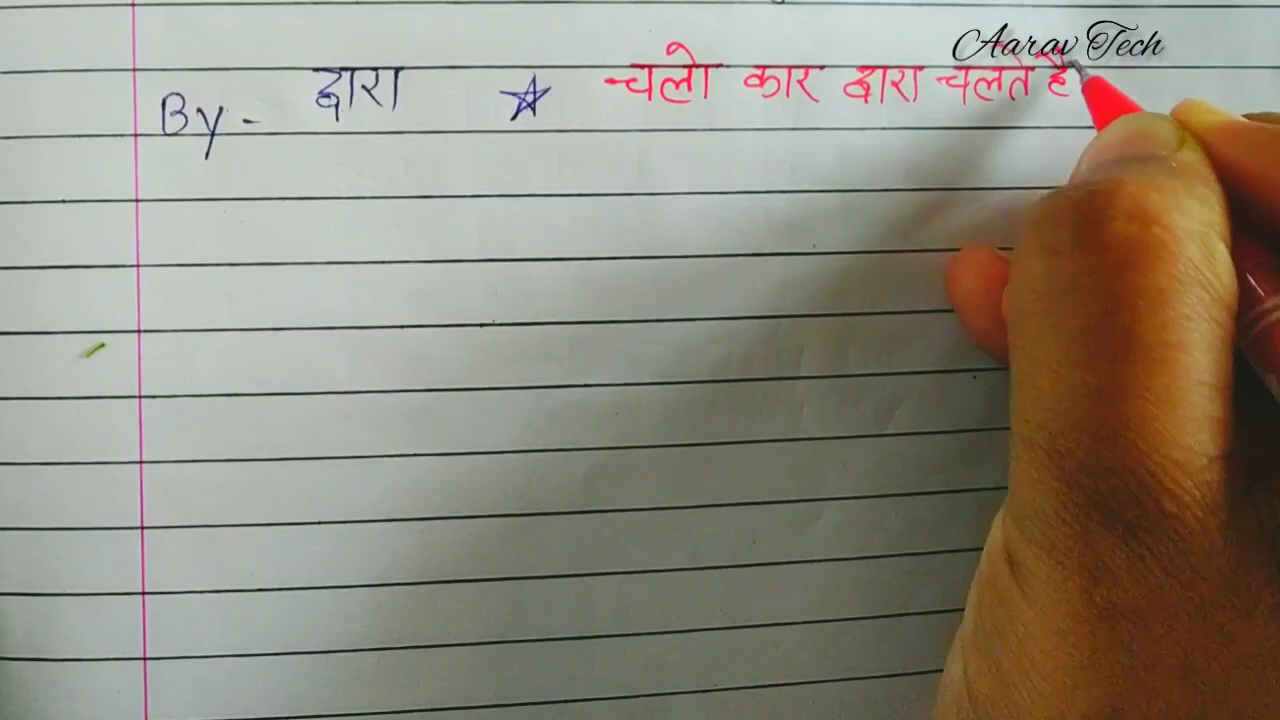 Aarav Tech
By - द्वारा ☆ चलो कार द्वारा चलते है